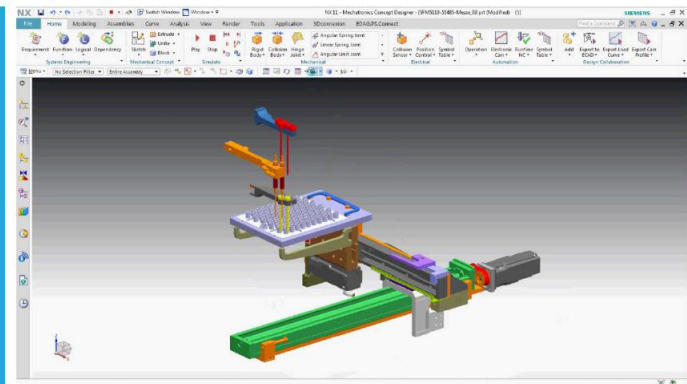 NX Switch Window Window NX 11 - Mechatronics Concept Designer SIEMENS
File Home Modeling Assemblies Curve Analysis View Render Tools Application 3Dconnexion
Extrude
Unite
Block
Angular Spring Joint
Linear Spring Joint
Angular Limit Joint
Requirement Function Logical Dependency Sketch Play Stop Rigid Body Collision Body Hinge Joint Collision Sensor Position Control Symbol Table Operation Electronic Cam Runtime NC Symbol Table Add Export to ECAD Export Load Curve Export Cam Profile
Systems Engineering Mechanical Concept Simulate Mechanical Electrical Automation Design Collaboration
Menu No Selection Filter Entire Assembly